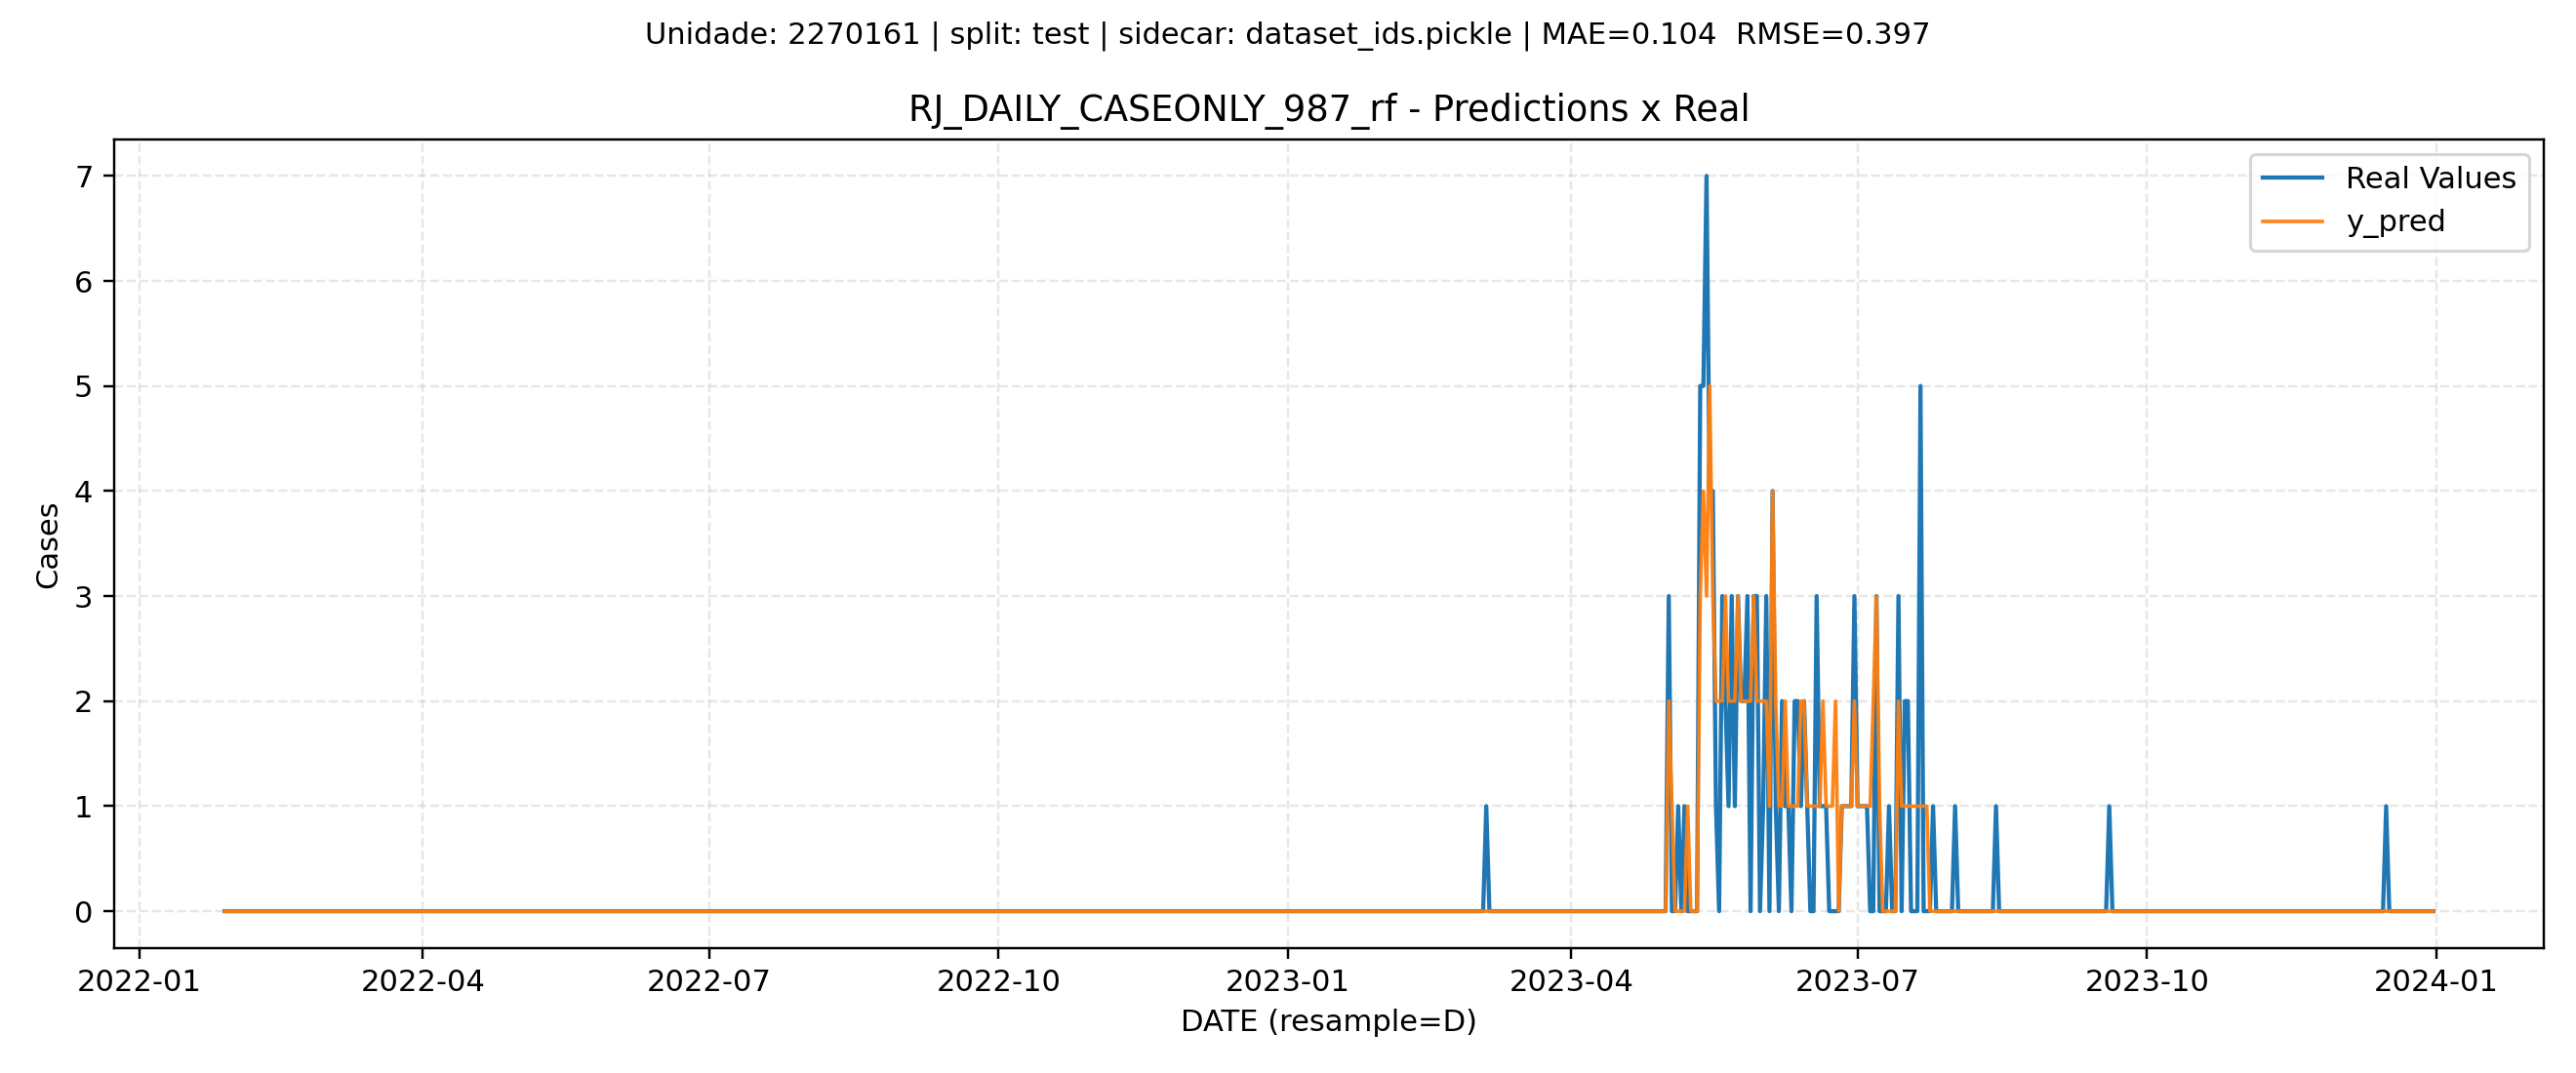 Unidade: 2270161 | split: test | sidecar: dataset_ids.pickle | MAE=0.104  RMSE=0.397
RJ_DAILY_CASEONLY_987_rf - Predictions x Real
Real Values
y_pred
7
6
5
4
3
2
1
0
Cases
2022-01 2022-04 2022-07 2022-10 2023-01 2023-04 2023-07 2023-10 2024-01
DATE (resample=D)